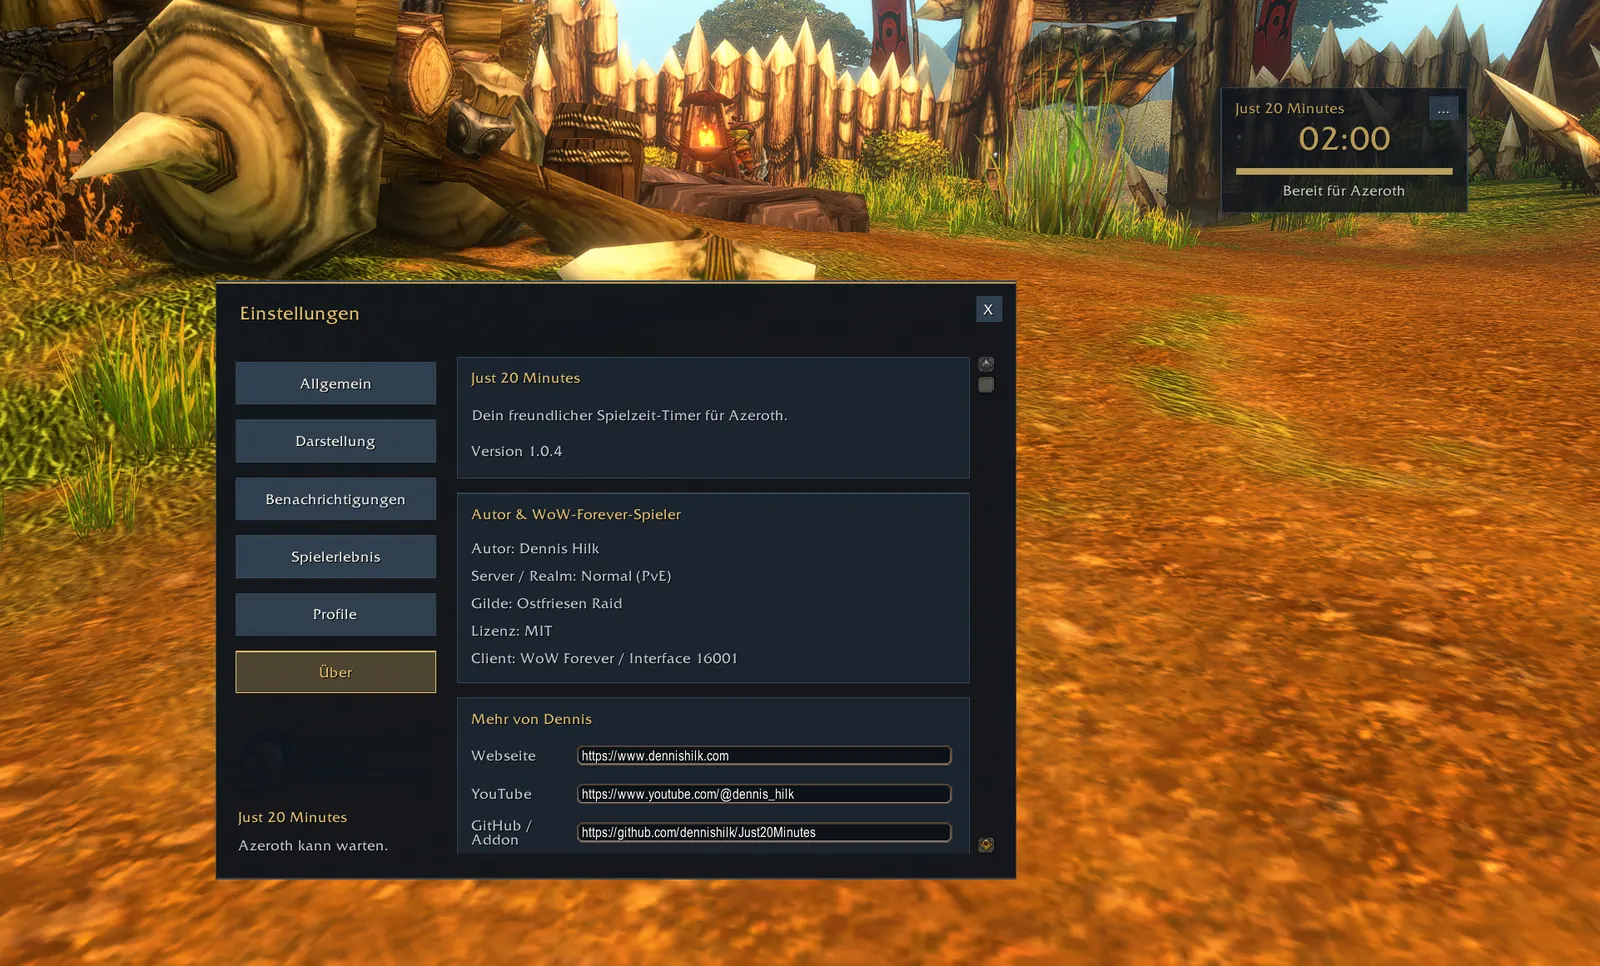 Just 20 Minutes
...
02:00
Bereit für Azeroth
Einstellungen
X
Allgemein
Darstellung
Benachrichtigungen
Spielerlebnis
Profile
Über
Just 20 Minutes
Azeroth kann warten.
Just 20 Minutes
Dein freundlicher Spielzeit-Timer für Azeroth.
Version 1.0.4
Autor & WoW-Forever-Spieler
Autor: Dennis Hilk
Server / Realm: Normal (PvE)
Gilde: Ostfriesen Raid
Lizenz: MIT
Client: WoW Forever / Interface 16001
Mehr von Dennis
Webseite https://www.dennishilk.com
YouTube https://www.youtube.com/@dennis_hilk
GitHub /
Addon https://github.com/dennishilk/Just20Minutes